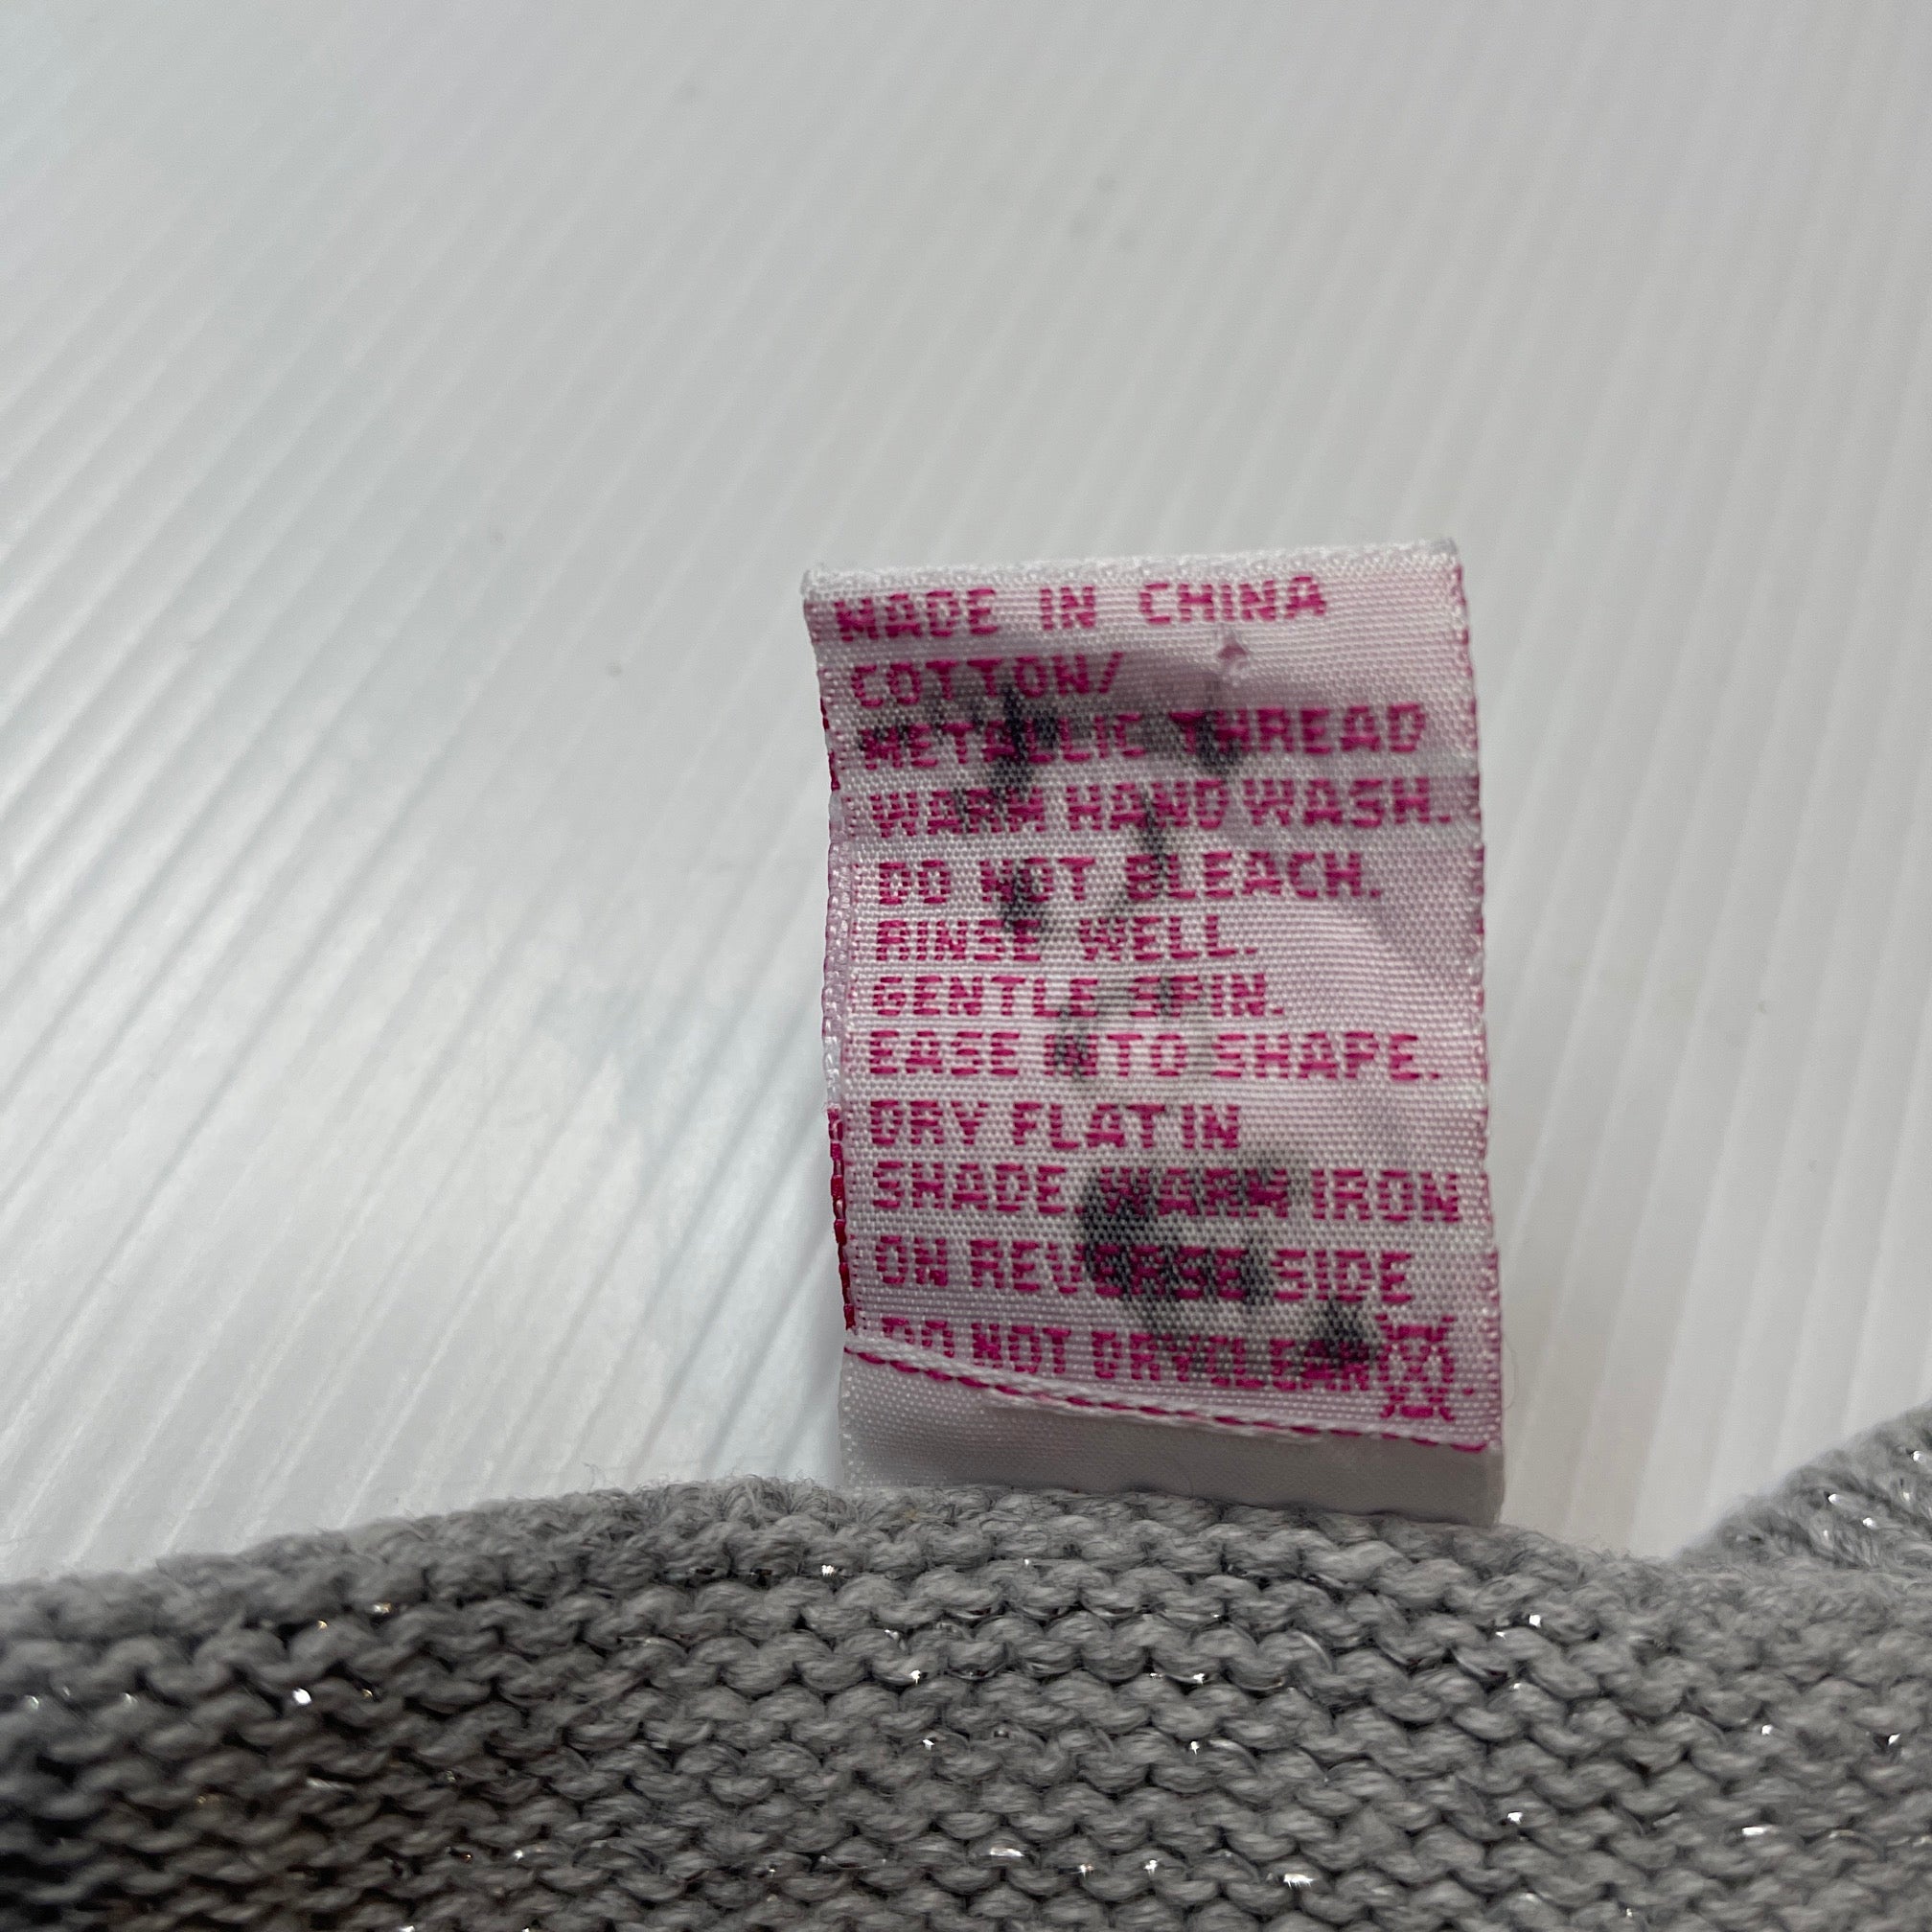 MADE IN CHINA
COTTON/
METALLIC THREAD
WARM HAND WASH.
DO NOT BLEACH.
RINSE WELL.
GENTLE SPIN.
EASE INTO SHAPE.
DRY FLAT IN
SHADE WARM IRON
ON REVERSE SIDE
DO NOT DRYCLEAN